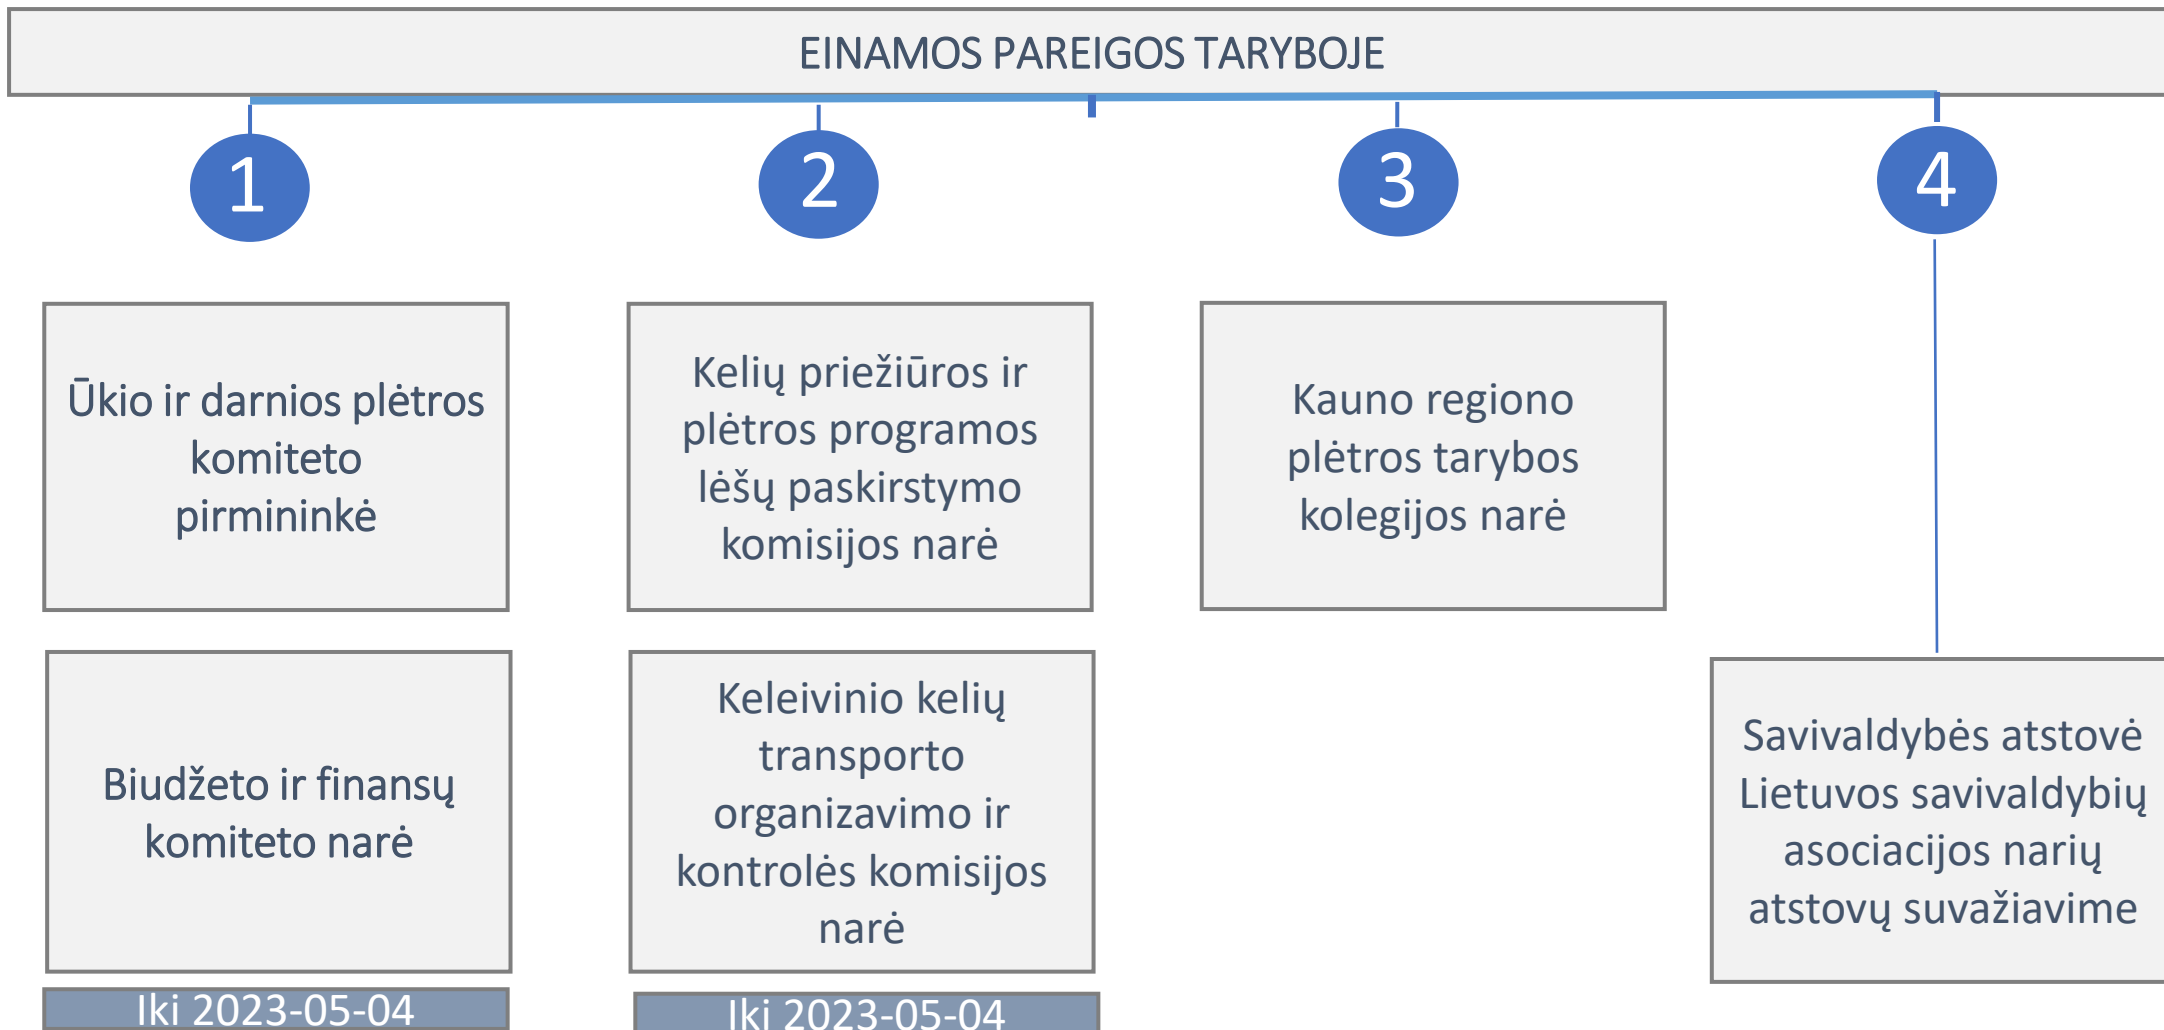 EINAMOS PAREIGOS TARYBOJE
1
2
3
4
Ūkio ir darnios plėtros
komiteto
pirmininkė
Kelių priežiūros ir
plėtros programos
lėšų paskirstymo
komisijos narė
Kauno regiono
plėtros tarybos
kolegijos narė
Biudžeto ir finansų
komiteto narė
Keleivinio kelių
transporto
organizavimo ir
kontrolės komisijos
narė
Savivaldybės atstovė
Lietuvos savivaldybių
asociacijos narių
atstovų suvažiavime
Iki 2023-05-04
Iki 2023-05-04